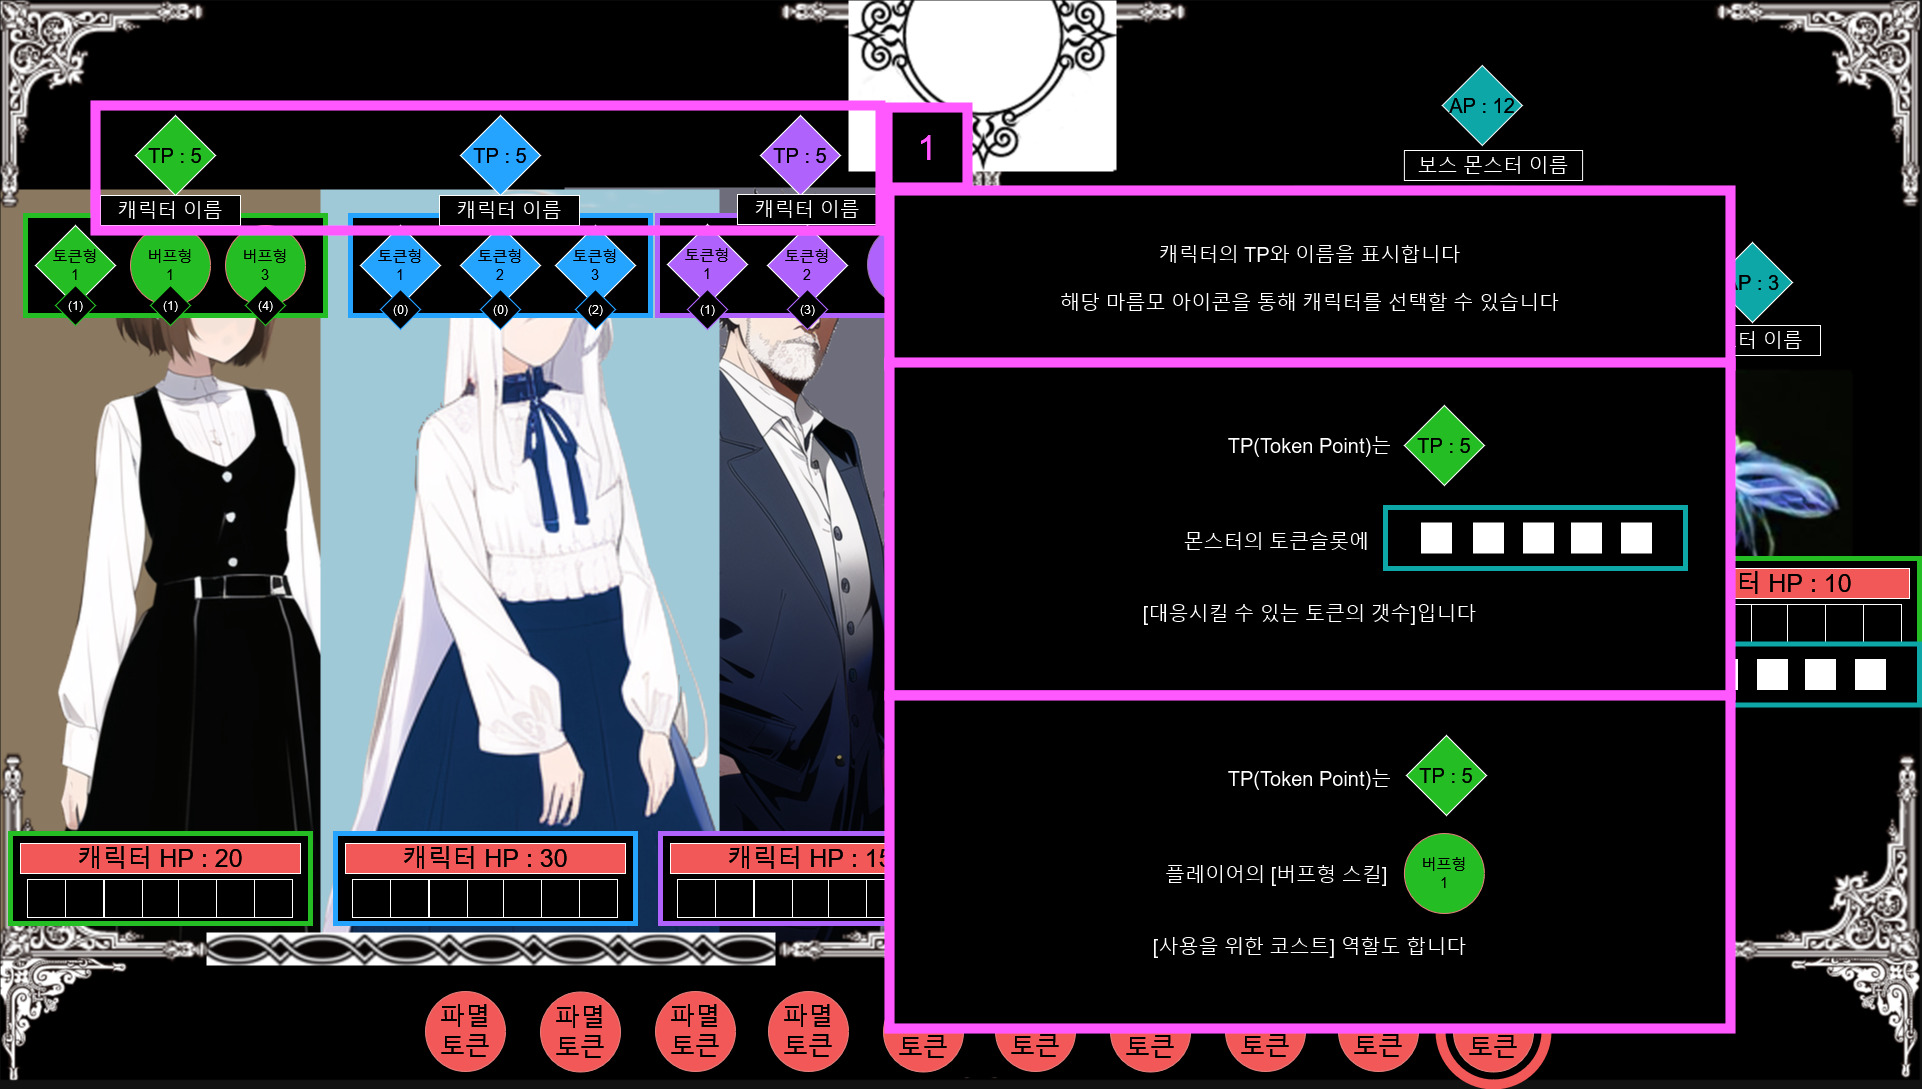 AP : 12
보스 몬스터 이름
TP : 5
캐릭터 이름
TP : 5
캐릭터 이름
TP : 5
캐릭터 이름
1
토큰형
1
(1)
버프형
1
(1)
버프형
3
(4)
토큰형
1
(0)
토큰형
2
(0)
토큰형
3
(2)
토큰형
1
(1)
토큰형
2
(3)
캐릭터의 TP와 이름을 표시합니다
해당 마름모 아이콘을 통해 캐릭터를 선택할 수 있습니다
AP : 3
터 이름
TP(Token Point)는
TP : 5
몬스터의 토큰슬롯에
[대응시킬 수 있는 토큰의 갯수]입니다
터 HP : 10
TP(Token Point)는
TP : 5
플레이어의 [버프형 스킬]
버프형
1
[사용을 위한 코스트] 역할도 합니다
캐릭터 HP : 20
캐릭터 HP : 30
캐릭터 HP : 15
파멸
토큰
파멸
토큰
파멸
토큰
파멸
토큰
토큰
토큰
토큰
토큰
토큰
토큰